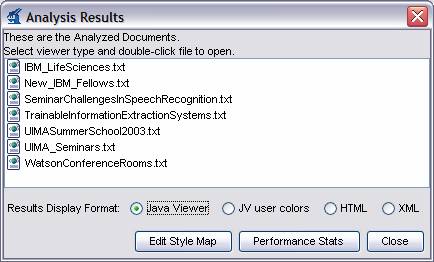 Analysis Results
These are the Analyzed Documents.
Select viewer type and double-click file to open.
IBM_LifeSciences.txt
New_IBM_Fellows.txt
SeminarChallengesInSpeechRecognition.txt
TrainableInformationExtractionSystems.txt
UIMASummerSchool2003.txt
UIMA_Seminars.txt
WatsonConferenceRooms.txt
Results Display Format: Java Viewer JV user colors HTML XML
Edit Style Map Performance Stats Close